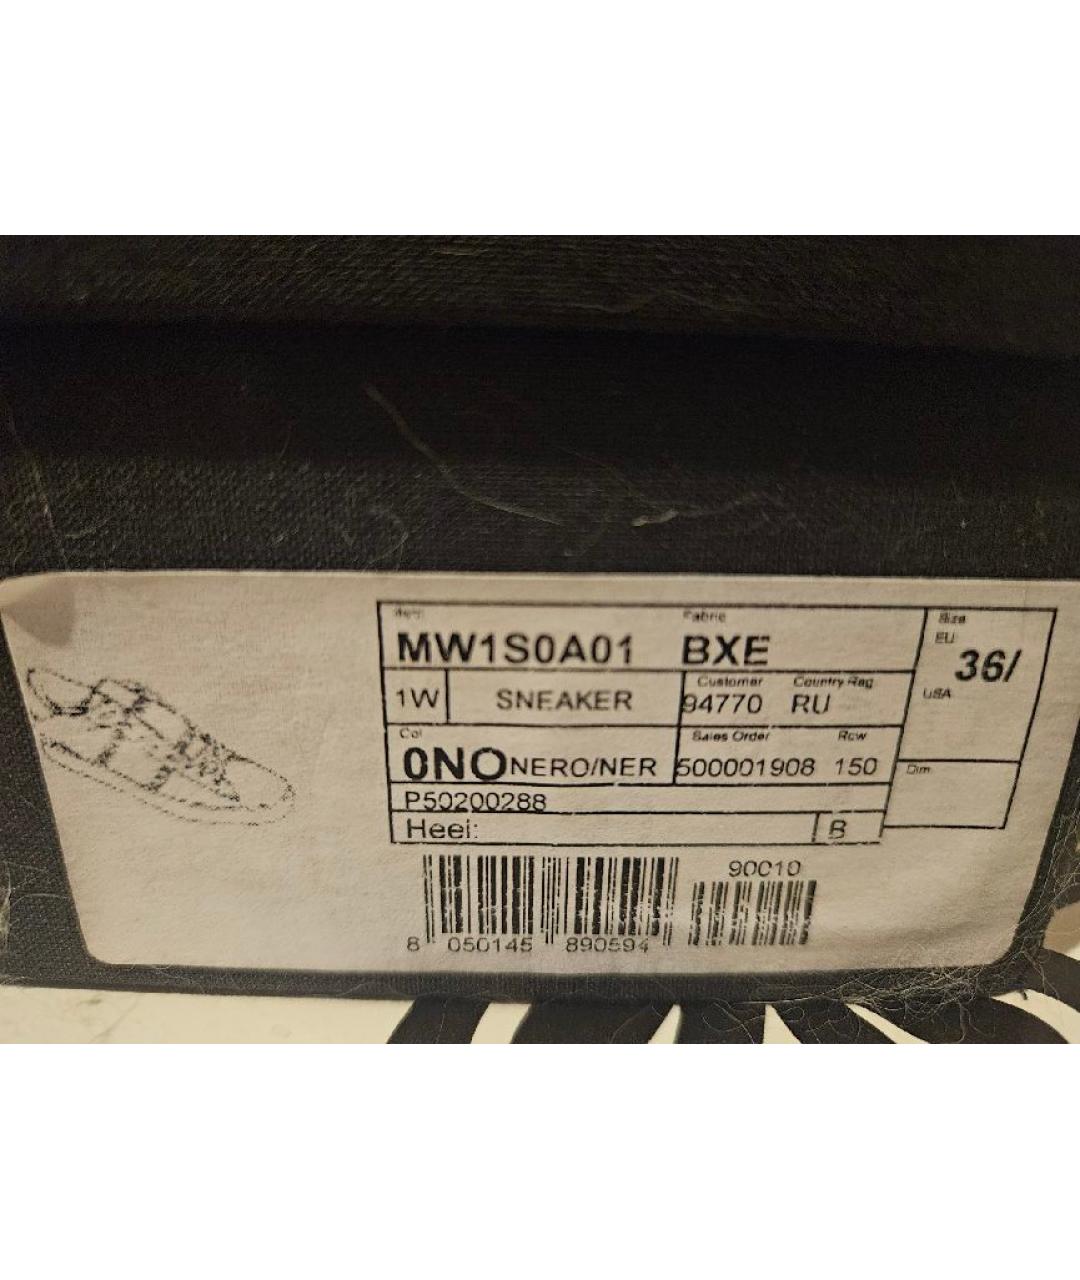 Item Fabric Size
MW1S0A01 BXE EU 36/
Customer Country Rag
1W SNEAKER 94770 RU USA
Col Sales Order Row
0NO NERO/NER 500001908 150 Dim
P50200288
Heel: B
90010
8 050145 890594